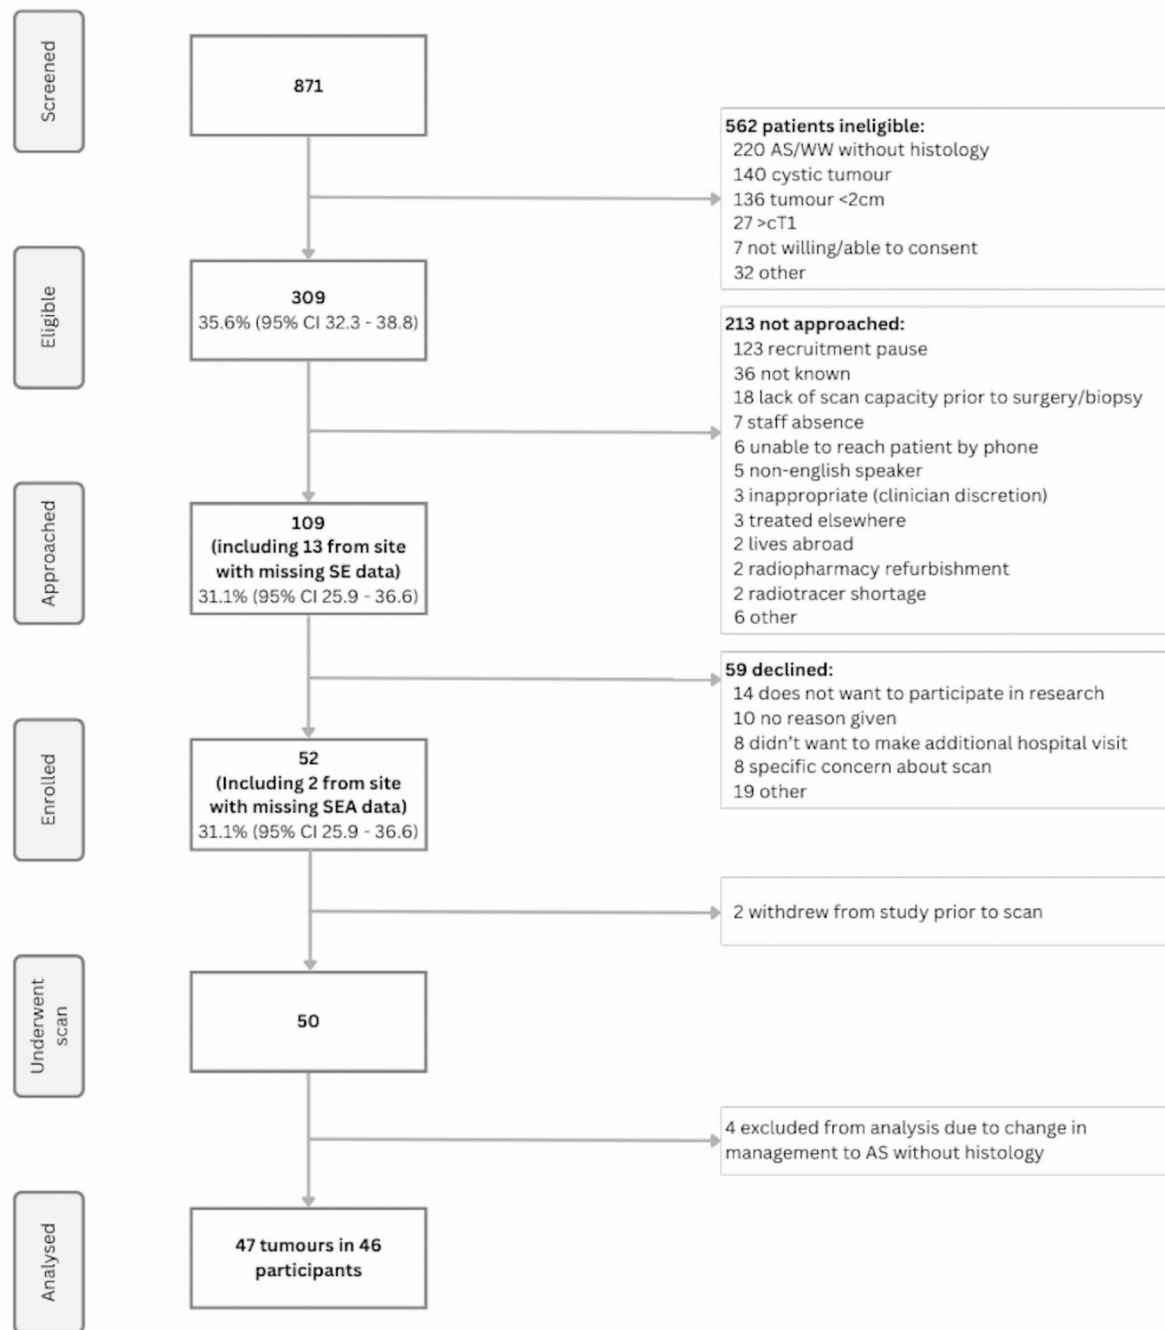 Screened
871
562 patients ineligible:
220 AS/WW without histology
140 cystic tumour
136 tumour <2cm
27 >cT1
7 not willing/able to consent
32 other
Eligible
309
35.6% (95% CI 32.3 - 38.8)
213 not approached:
123 recruitment pause
36 not known
18 lack of scan capacity prior to surgery/biopsy
7 staff absence
6 unable to reach patient by phone
5 non-english speaker
3 inappropriate (clinician discretion)
3 treated elsewhere
2 lives abroad
2 radiopharmacy refurbishment
2 radiotracer shortage
6 other
Approached
109
(including 13 from site
with missing SE data)
31.1% (95% CI 25.9 - 36.6)
59 declined:
14 does not want to participate in research
10 no reason given
8 didn't want to make additional hospital visit
8 specific concern about scan
19 other
Enrolled
52
(Including 2 from site
with missing SEA data)
31.1% (95% CI 25.9 - 36.6)
2 withdrew from study prior to scan
Underwent
scan
50
4 excluded from analysis due to change in
management to AS without histology
Analysed
47 tumours in 46
participants